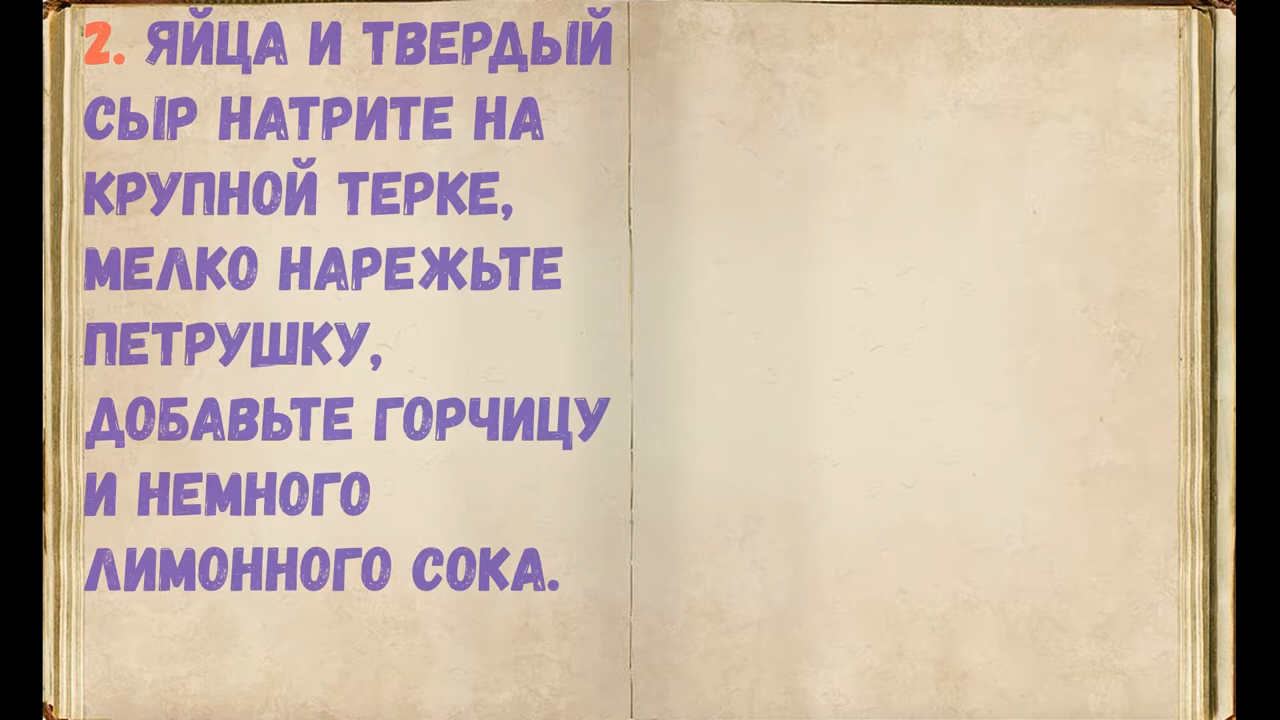 2. ЯЙЦА И ТВЕРДЫЙ
СЫР НАТРИТЕ НА
КРУПНОЙ ТЕРКЕ,
МЕЛКО НАРЕЖЬТЕ
ПЕТРУШКУ,
ДОБАВЬТЕ ГОРЧИЦУ
И НЕМНОГО
ЛИМОННОГО СОКА.